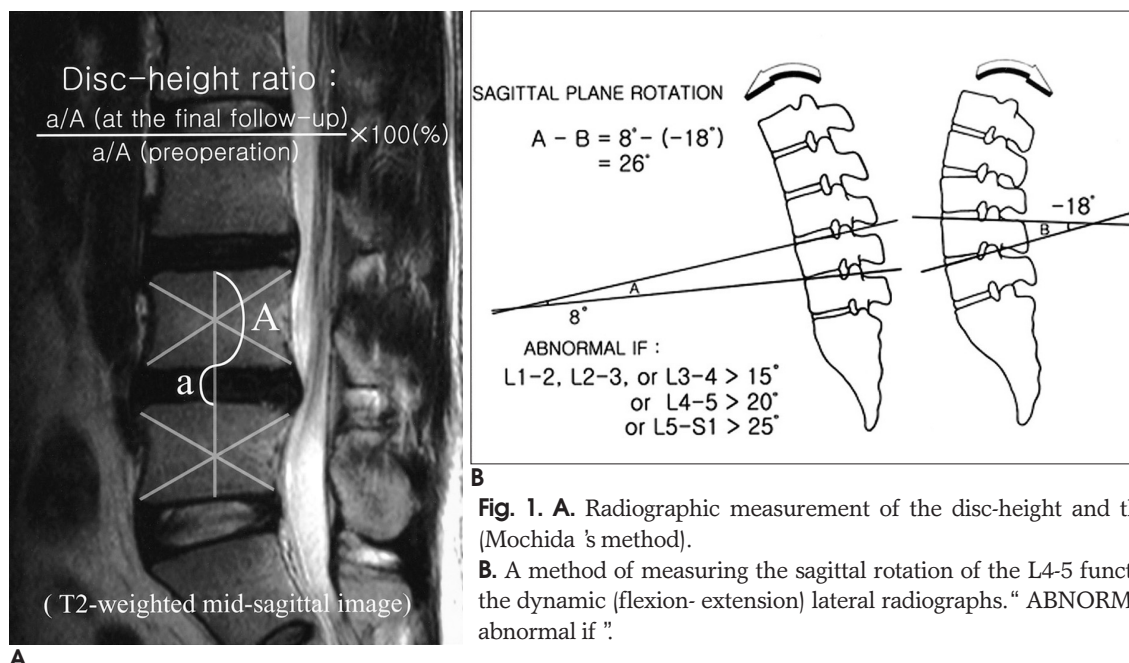 Disc-height ratio :
a/A (at the final follow-up)
a/A (preoperation)
×100(%)
A
a
( T2-weighted mid-sagittal image)
A
SAGITTAL PLANE ROTATION
A - B = 8° - (-18°)
= 26°
-18°
B
A
8°
ABNORMAL IF :
L1-2, L2-3, or L3-4 > 15°
or L4-5 > 20°
or L5-S1 > 25°
B
Fig. 1. A. Radiographic measurement of the disc-height and
(Mochida 's method).
B. A method of measuring the sagittal rotation of the L4-5
the dynamic (flexion- extension) lateral radiographs. “ 
abnormal if ”.